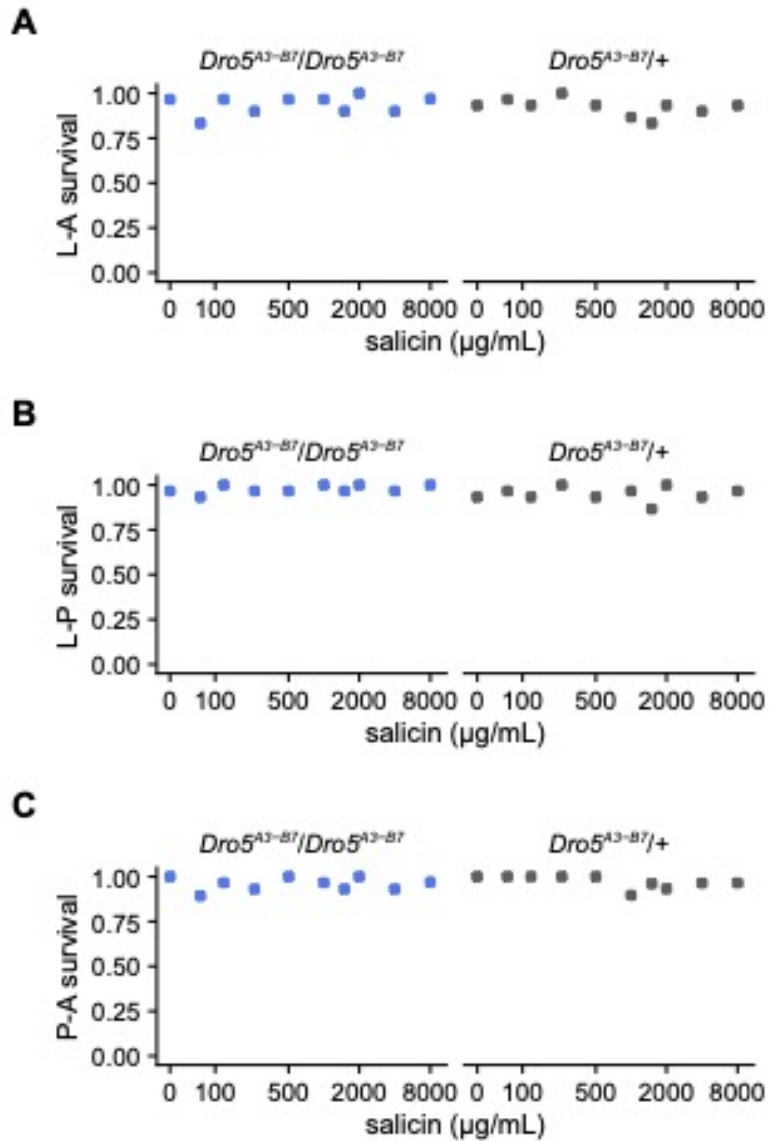 A
Dro5A3–B7/Dro5A3–B7 Dro5A3–B7/+
L-A survival
1.00
0.75
0.50
0.25
0.00
0 100 500 2000 8000 0 100 500 2000 8000
salicin (µg/mL)
B
Dro5A3–B7/Dro5A3–B7 Dro5A3–B7/+
L-P survival
1.00
0.75
0.50
0.25
0.00
0 100 500 2000 8000 0 100 500 2000 8000
salicin (µg/mL)
C
Dro5A3–B7/Dro5A3–B7 Dro5A3–B7/+
P-A survival
1.00
0.75
0.50
0.25
0.00
0 100 500 2000 8000 0 100 500 2000 8000
salicin (µg/mL)